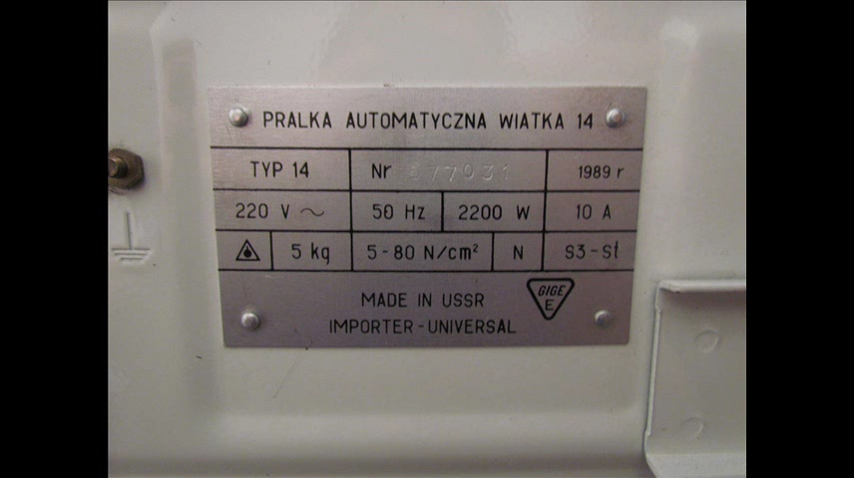 PRALKA AUTOMATYCZNA WIATKA 14
TYP 14 Nr 1989 r
220 V ~ 50 Hz 2200 W 10 A
5 kg 5-80 N/cm² N S3-St
GIGE
E
MADE IN USSR
IMPORTER-UNIVERSAL